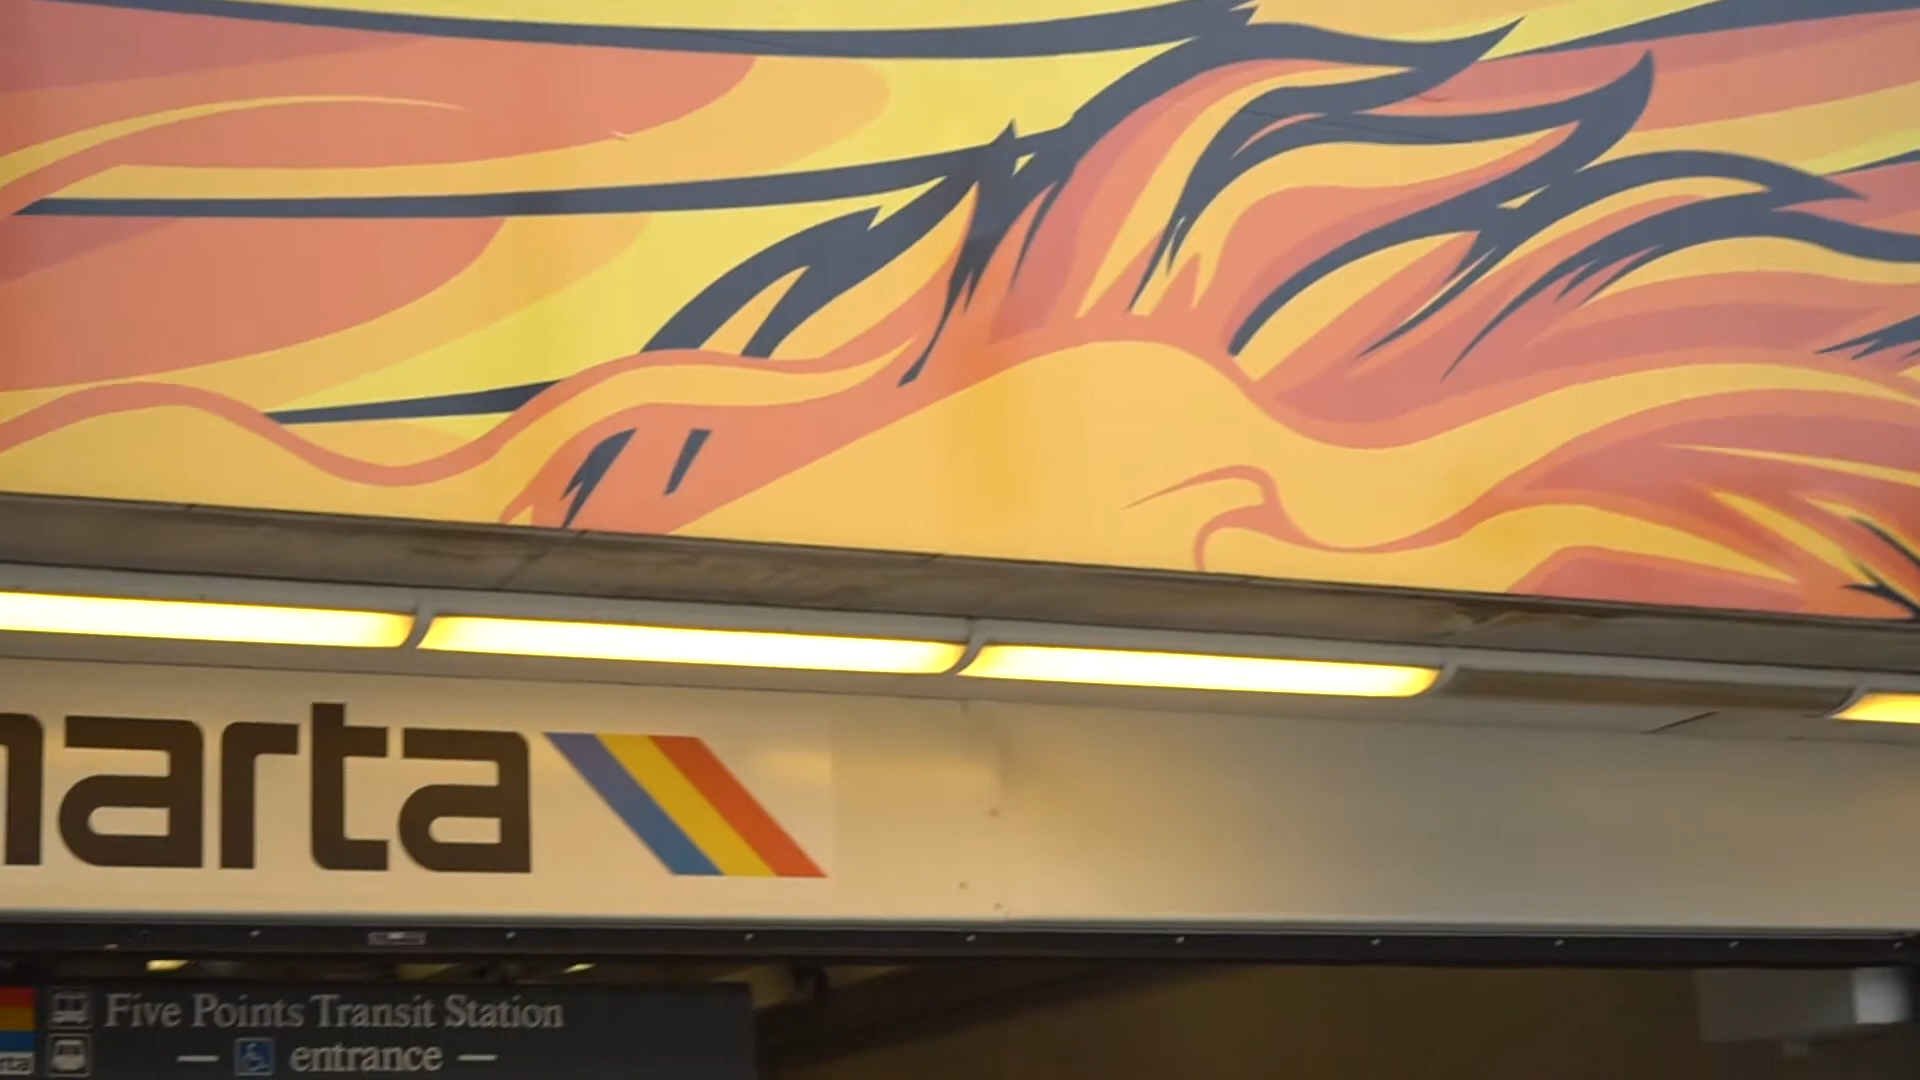 marta
Five Points Transit Station
— entrance —